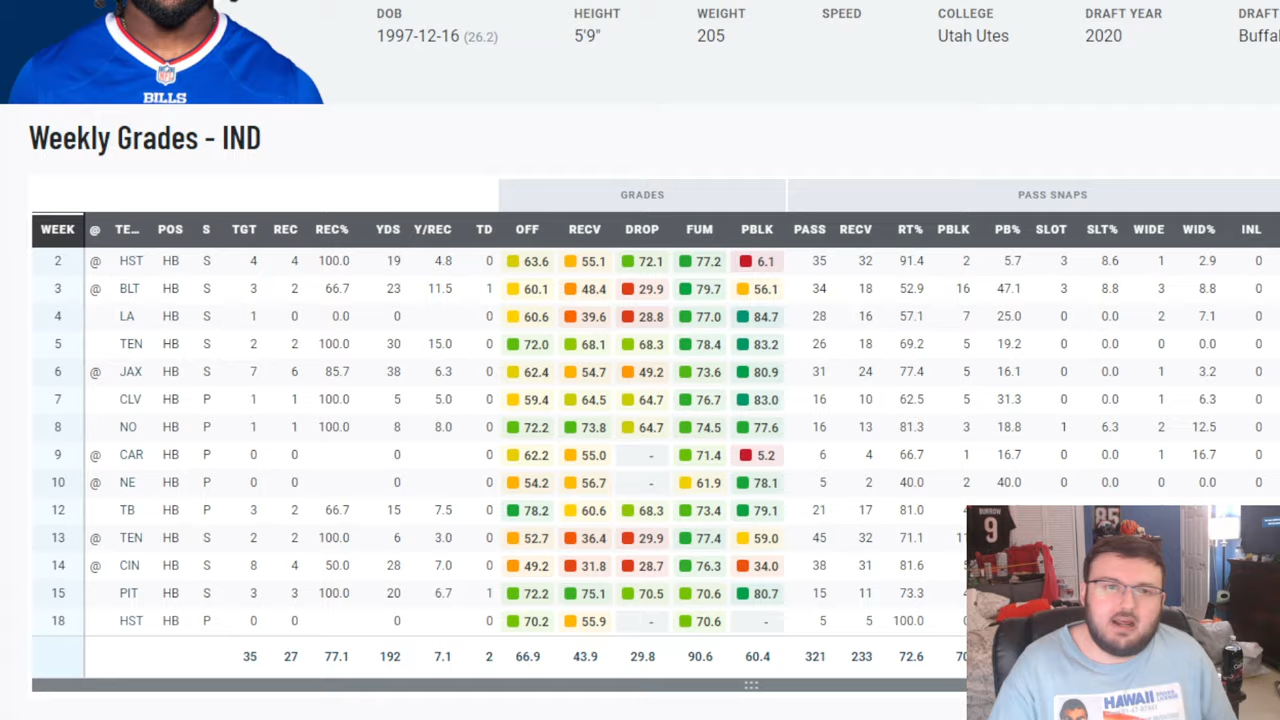 DOB HEIGHT WEIGHT SPEED COLLEGE DRAFT YEAR DRAFT
1997-12-16 (26.2) 5'9" 205 Utah Utes 2020
BILLS
Weekly Grades - IND
GRADES PASS SNAPS
WEEK @ TE... POS S TGT REC REC% YDS Y/REC TD OFF RECV DROP FUM PBLK PASS RECV RT% PBLK PB% SLOT SLT% WIDE WID% INL
2 @ HST HB S 4 4 100.0 19 4.8 0 63.6 55.1 72.1 77.2 6.1 35 32 91.4 2 5.7 3 8.6 1 2.9 0
3 @ BLT HB S 3 2 66.7 23 11.5 1 60.1 48.4 29.9 79.7 56.1 34 18 52.9 16 47.1 3 8.8 3 8.8 0
4 LA HB S 1 0 0.0 0 0 60.6 39.6 28.8 77.0 84.7 28 16 57.1 7 25.0 0 0.0 2 7.1 0
5 TEN HB S 2 2 100.0 30 15.0 0 72.0 68.1 68.3 78.4 83.2 26 18 69.2 5 19.2 0 0.0 0 0.0 0
6 @ JAX HB S 7 6 85.7 38 6.3 0 62.4 54.7 49.2 73.6 80.9 31 24 77.4 5 16.1 0 0.0 1 3.2 0
7 CLV HB P 1 1 100.0 5 5.0 0 59.4 64.5 64.7 76.7 83.0 16 10 62.5 5 31.3 0 0.0 1 6.3 0
8 NO HB P 1 1 100.0 8 8.0 0 72.2 73.8 64.7 74.5 77.6 16 13 81.3 3 18.8 1 6.3 2 12.5 0
9 @ CAR HB P 0 0 0 0 62.2 55.0 - 71.4 5.2 6 4 66.7 1 16.7 0 0.0 1 16.7 0
10 @ NE HB P 0 0 0 0 54.2 56.7 - 61.9 78.1 5 2 40.0 2 40.0 0 0.0 0 0.0 0
12 TB HB P 3 2 66.7 15 7.5 0 78.2 60.6 68.3 73.4 79.1 21 17 81.0
13 @ TEN HB S 2 2 100.0 6 3.0 0 52.7 36.4 29.9 77.4 59.0 45 32 71.1
14 @ CIN HB S 8 4 50.0 28 7.0 0 49.2 31.8 28.7 76.3 34.0 38 31 81.6
15 PIT HB S 3 3 100.0 20 6.7 1 72.2 75.1 70.5 70.6 80.7 15 11 73.3
18 HST HB P 0 0 0 0 70.2 55.9 - 70.6 - 5 5 100.0
35 27 77.1 192 7.1 2 66.9 43.9 29.8 90.6 60.4 321 233 72.6
BURROW
9
85
HAWAII